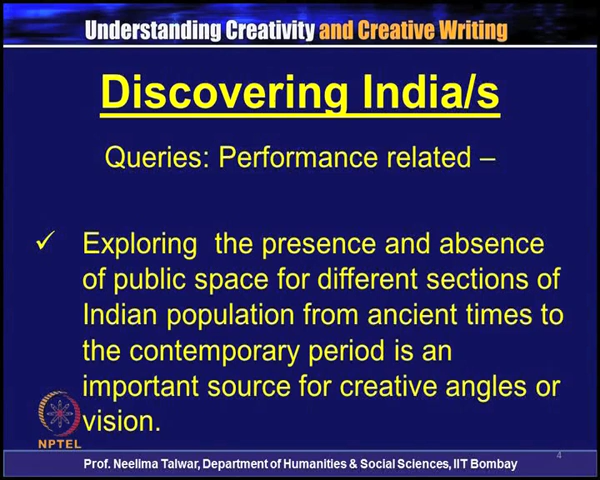 Understanding Creativity and Creative Writing
Discovering India/s
Queries: Performance related –
✓ Exploring the presence and absence
of public space for different sections of
Indian population from ancient times to
the contemporary period is an
important source for creative angles or
vision.
NPTEL
4
Prof. Neelima Talwar, Department of Humanities & Social Sciences, IIT Bombay